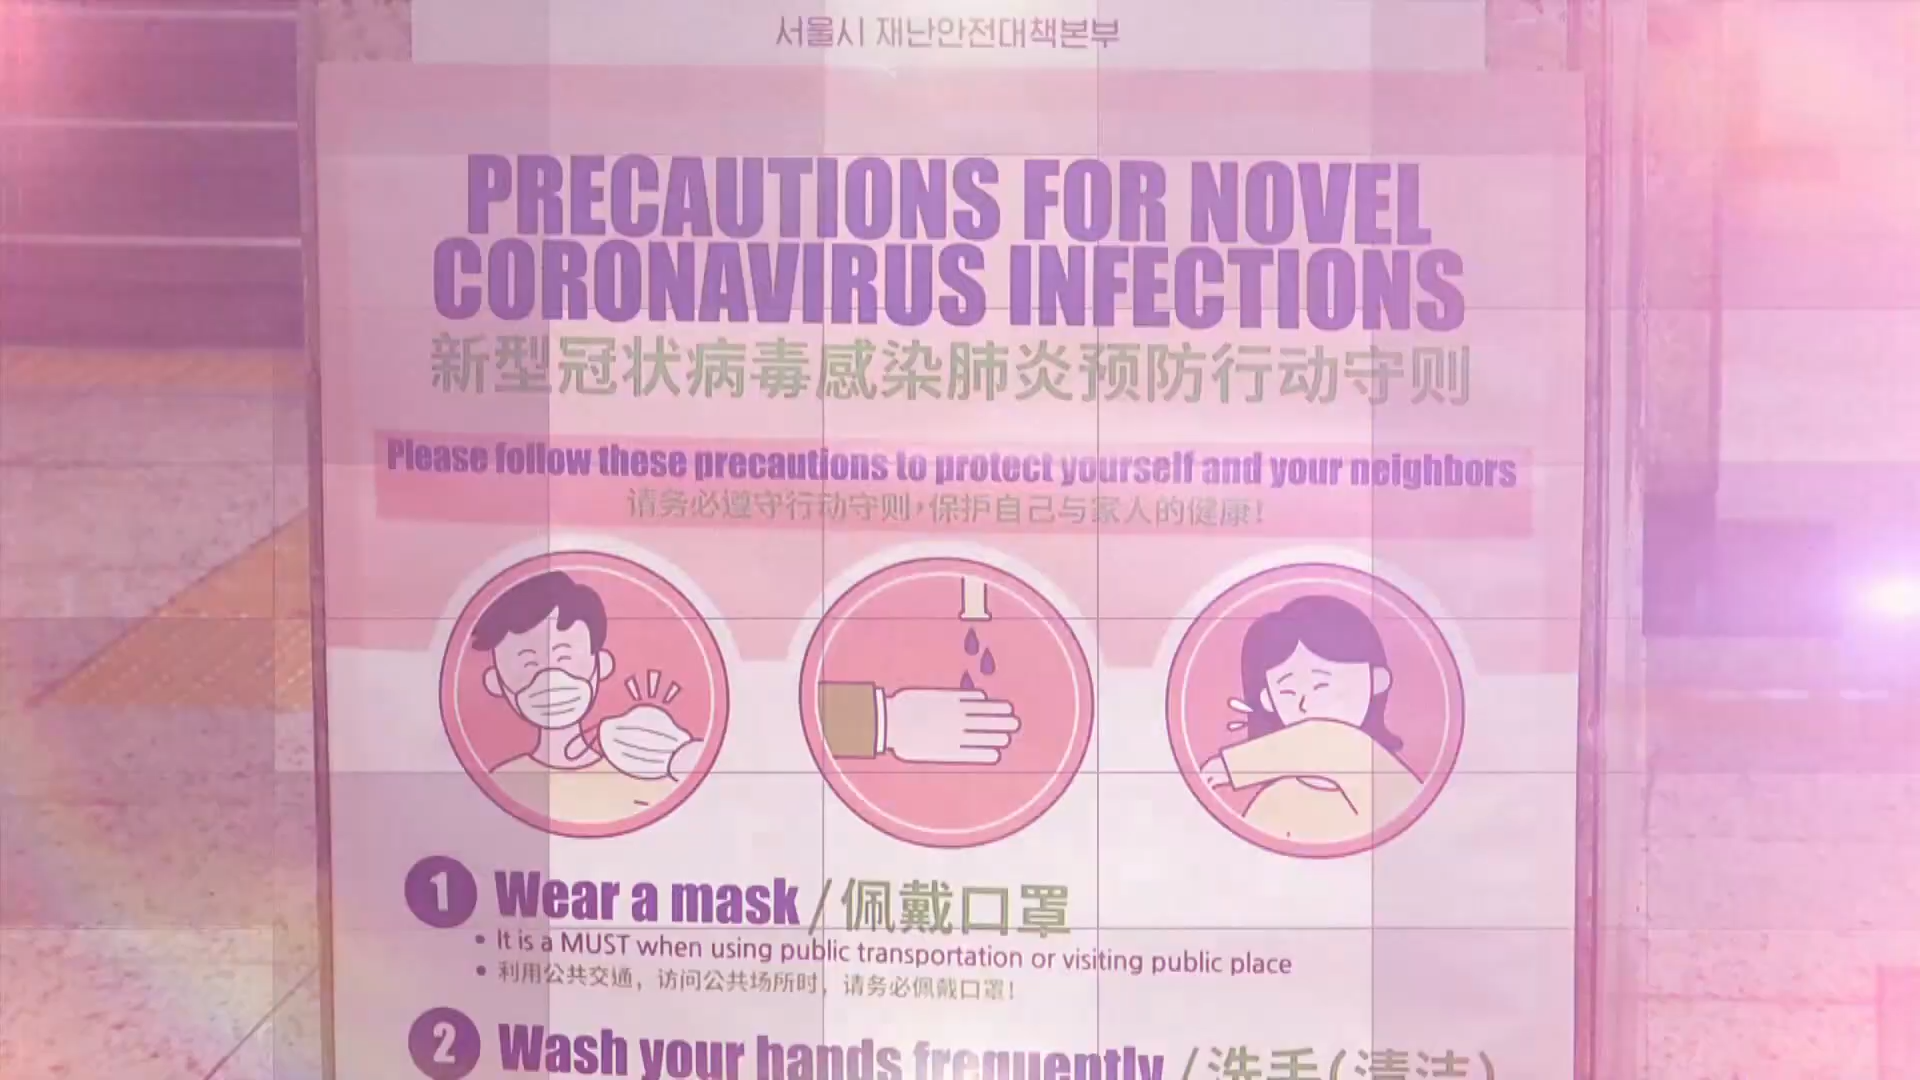 서울시 재난안전대책본부
PRECAUTIONS FOR NOVEL
CORONAVIRUS INFECTIONS
新型冠状病毒感染肺炎预防行动守则
Please follow these precautions to protect yourself and your neighbors
请务必遵守行动守则,保护自己与家人的健康!
1 Wear a mask / 佩戴口罩
• It is a MUST when using public transportation or visiting public place
• 利用公共交通，访问公共场所时，请务必佩戴口罩!
2 Wash your hands frequently / 洗手(清洁)